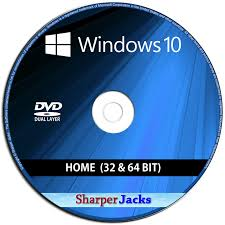 Windows 10
DVD
DUAL LAYER
HOME (32 & 64 BIT)
SharperJacks